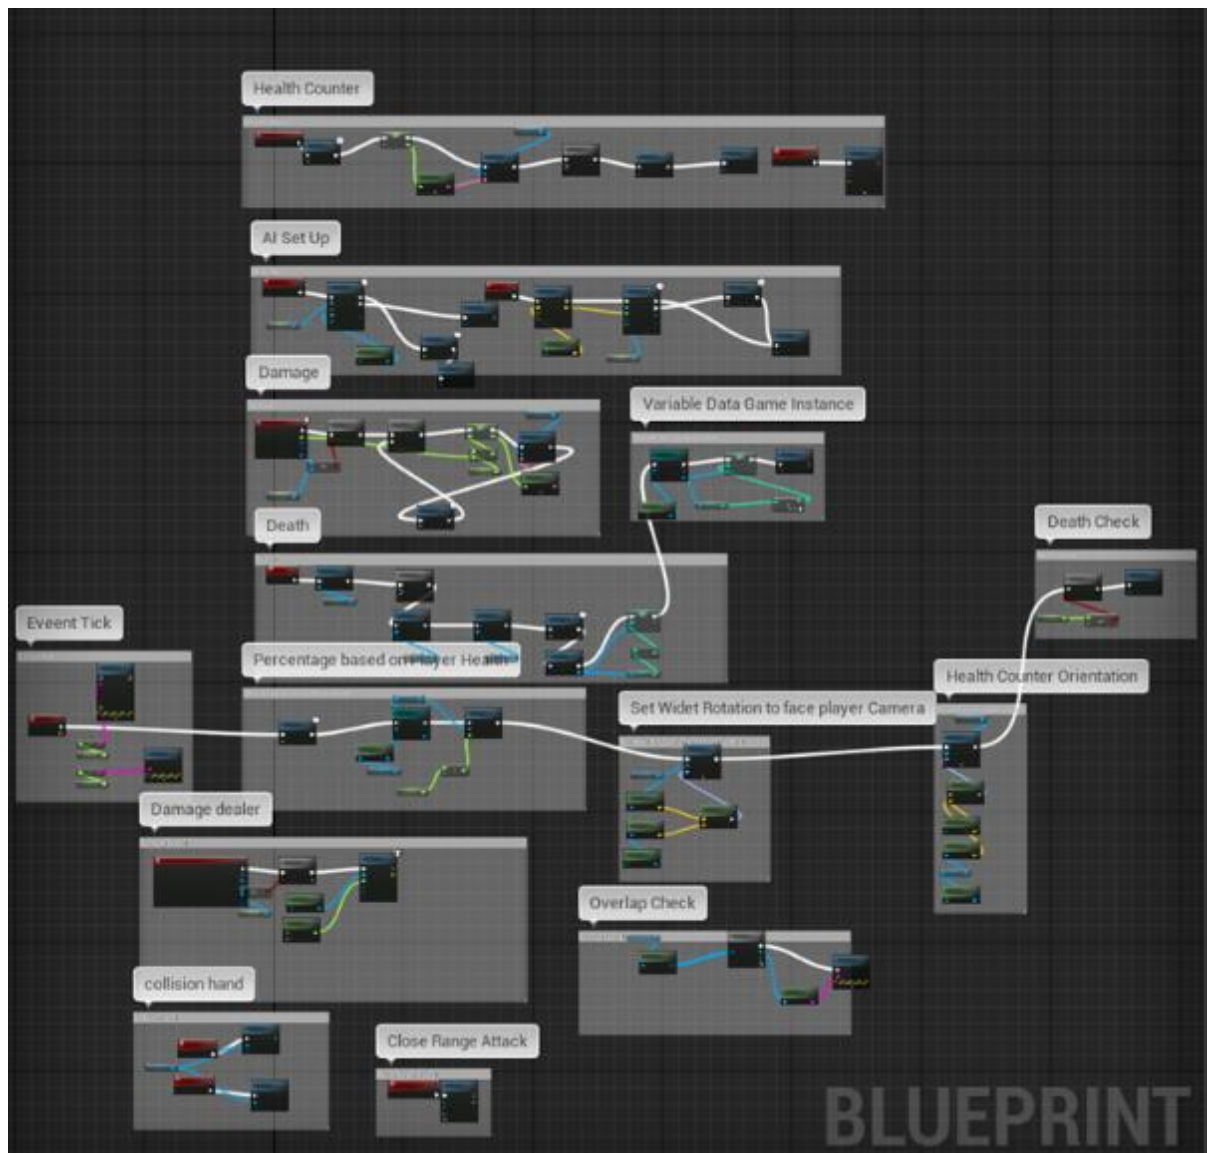 Health Counter
AI Set Up
Damage
Variable Data Game Instance
Death
Death Check
Eveent Tick
Percentage based on Player Health
Health Counter Orientation
Set Widet Rotation to face player Camera
Damage dealer
Overlap Check
collision hand
Close Range Attack
BLUEPRINT